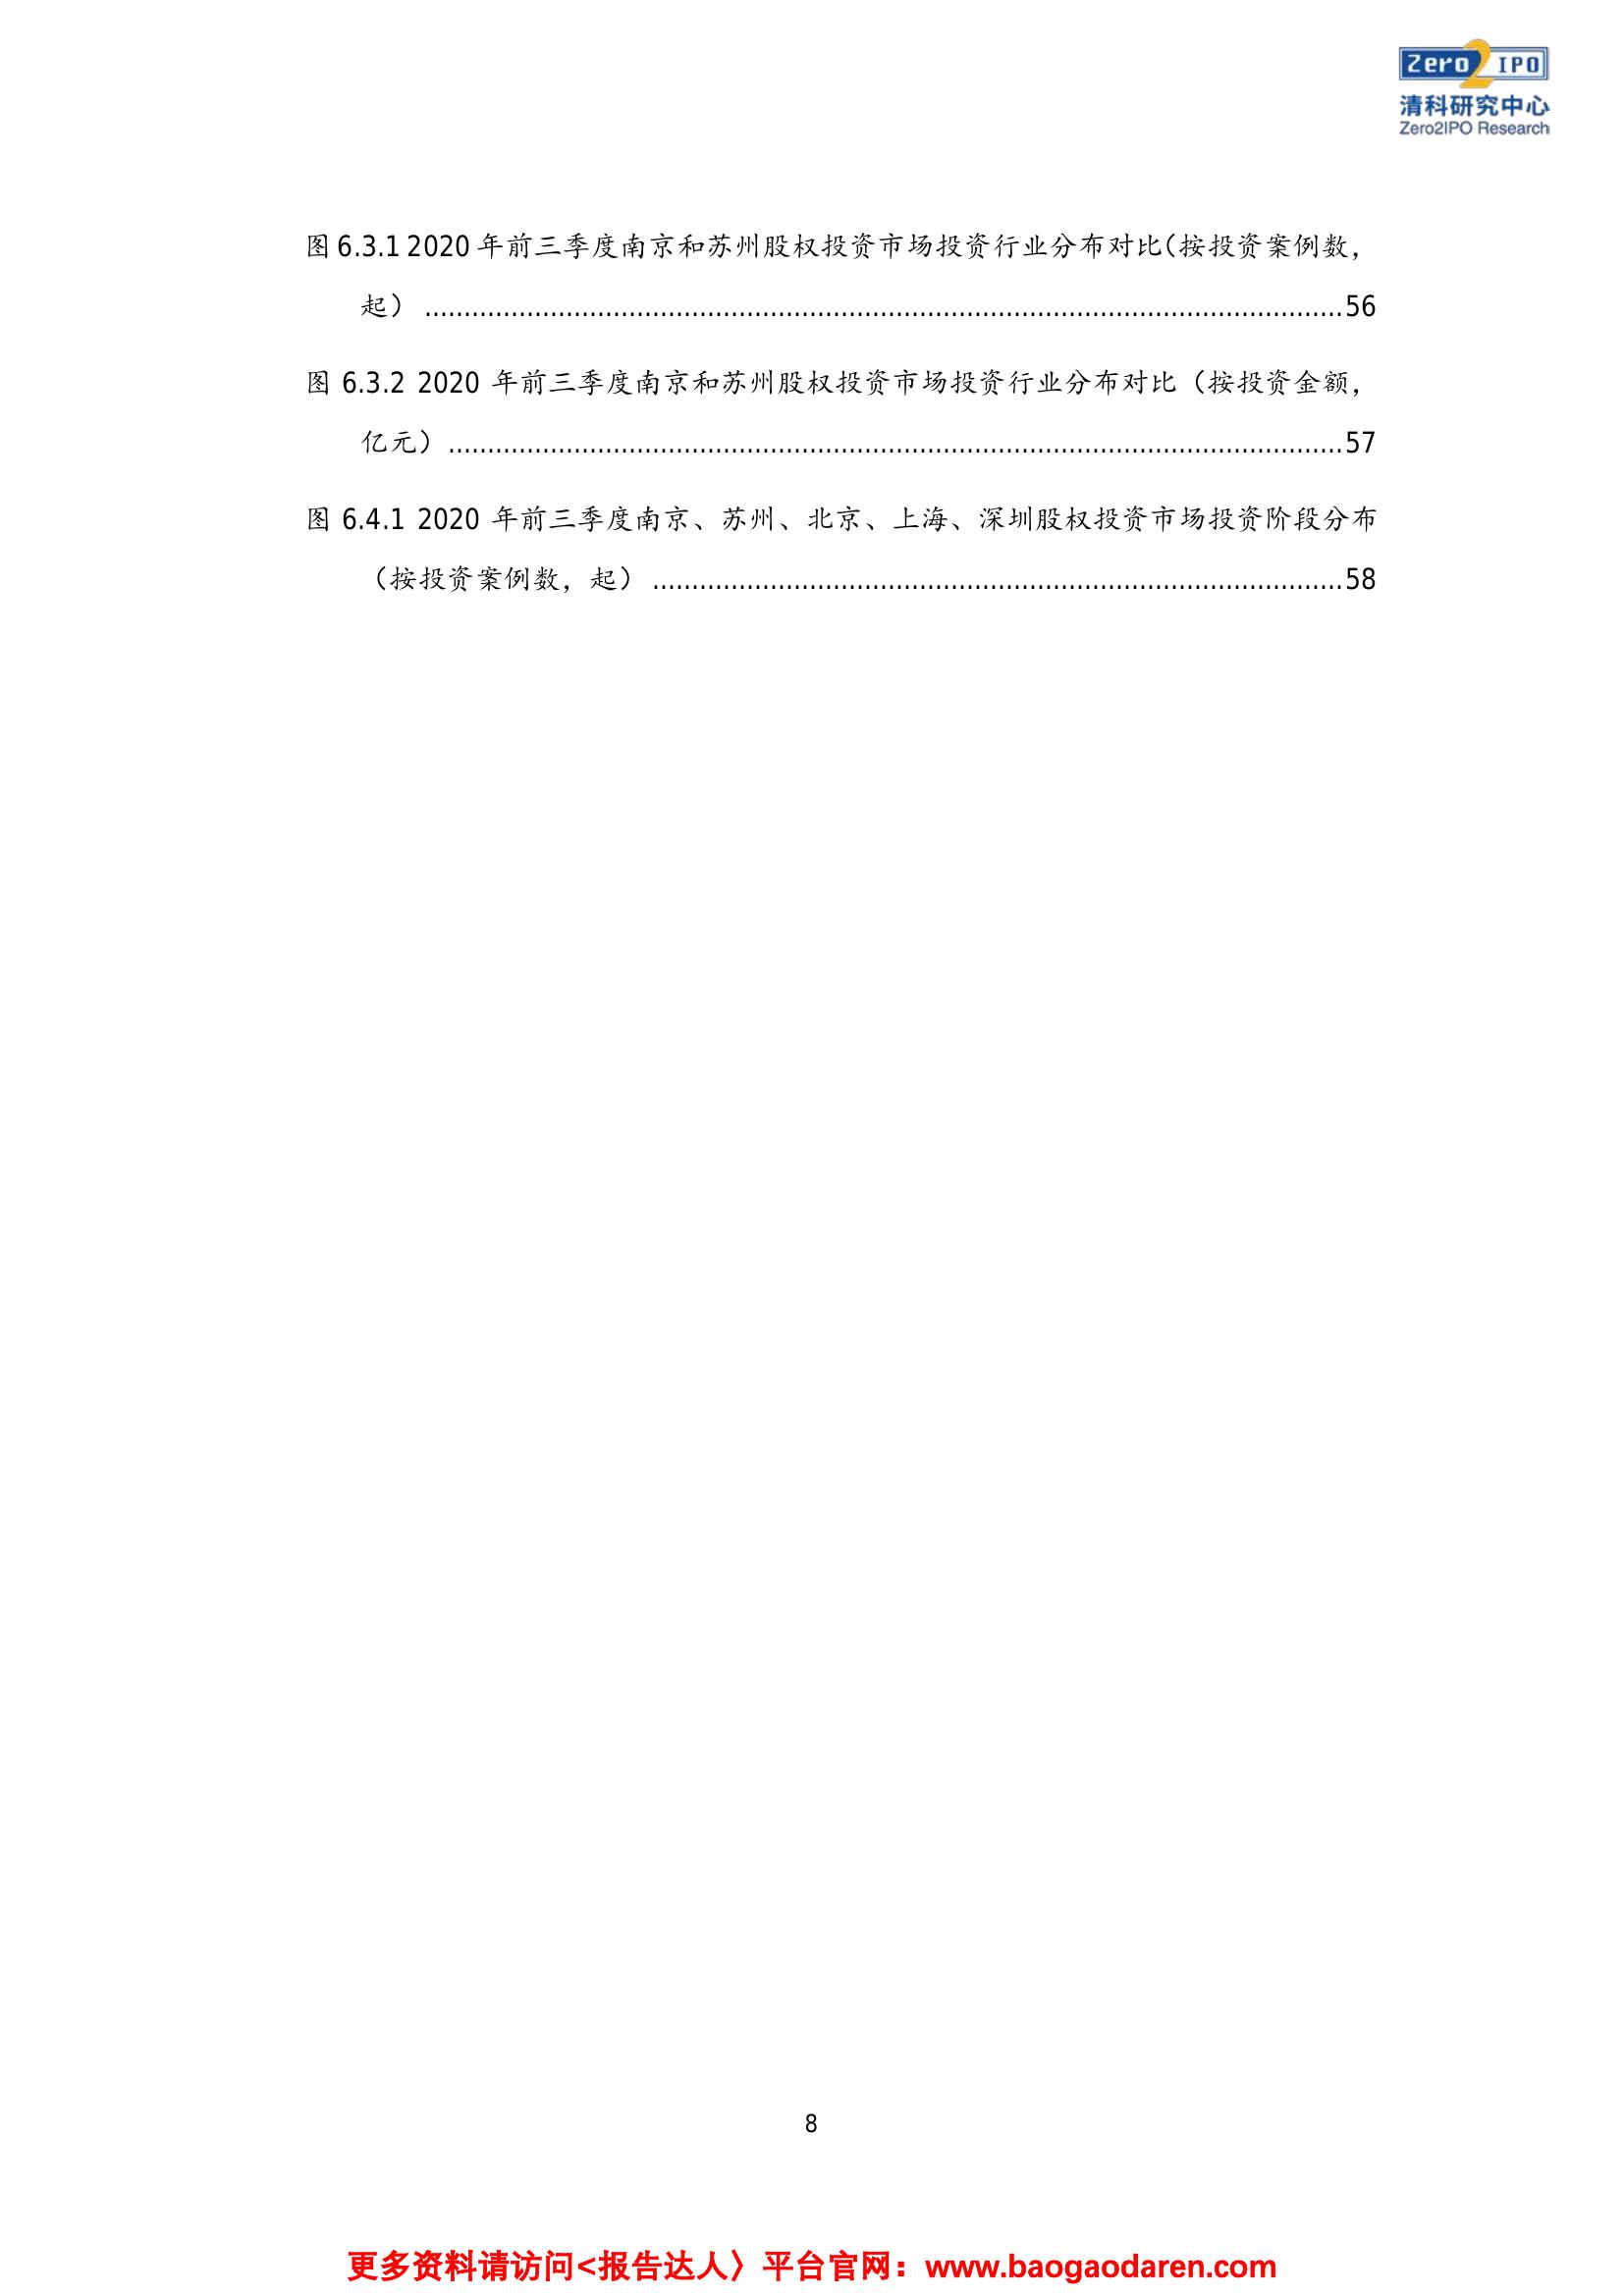 Zero2IPO
清科研究中心
Zero2IPO Research
图 6.3.1 2020 年前三季度南京和苏州股权投资市场投资行业分布对比（按投资案例数，
起） ........................................................................................................................ 56
图 6.3.2 2020 年前三季度南京和苏州股权投资市场投资行业分布对比（按投资金额，
亿元） ..................................................................................................................... 57
图 6.4.1 2020 年前三季度南京、苏州、北京、上海、深圳股权投资市场投资阶段分布
（按投资案例数，起） .......................................................................................... 58
8
更多资料请访问<报告达人〉平台官网：www.baogaodaren.com